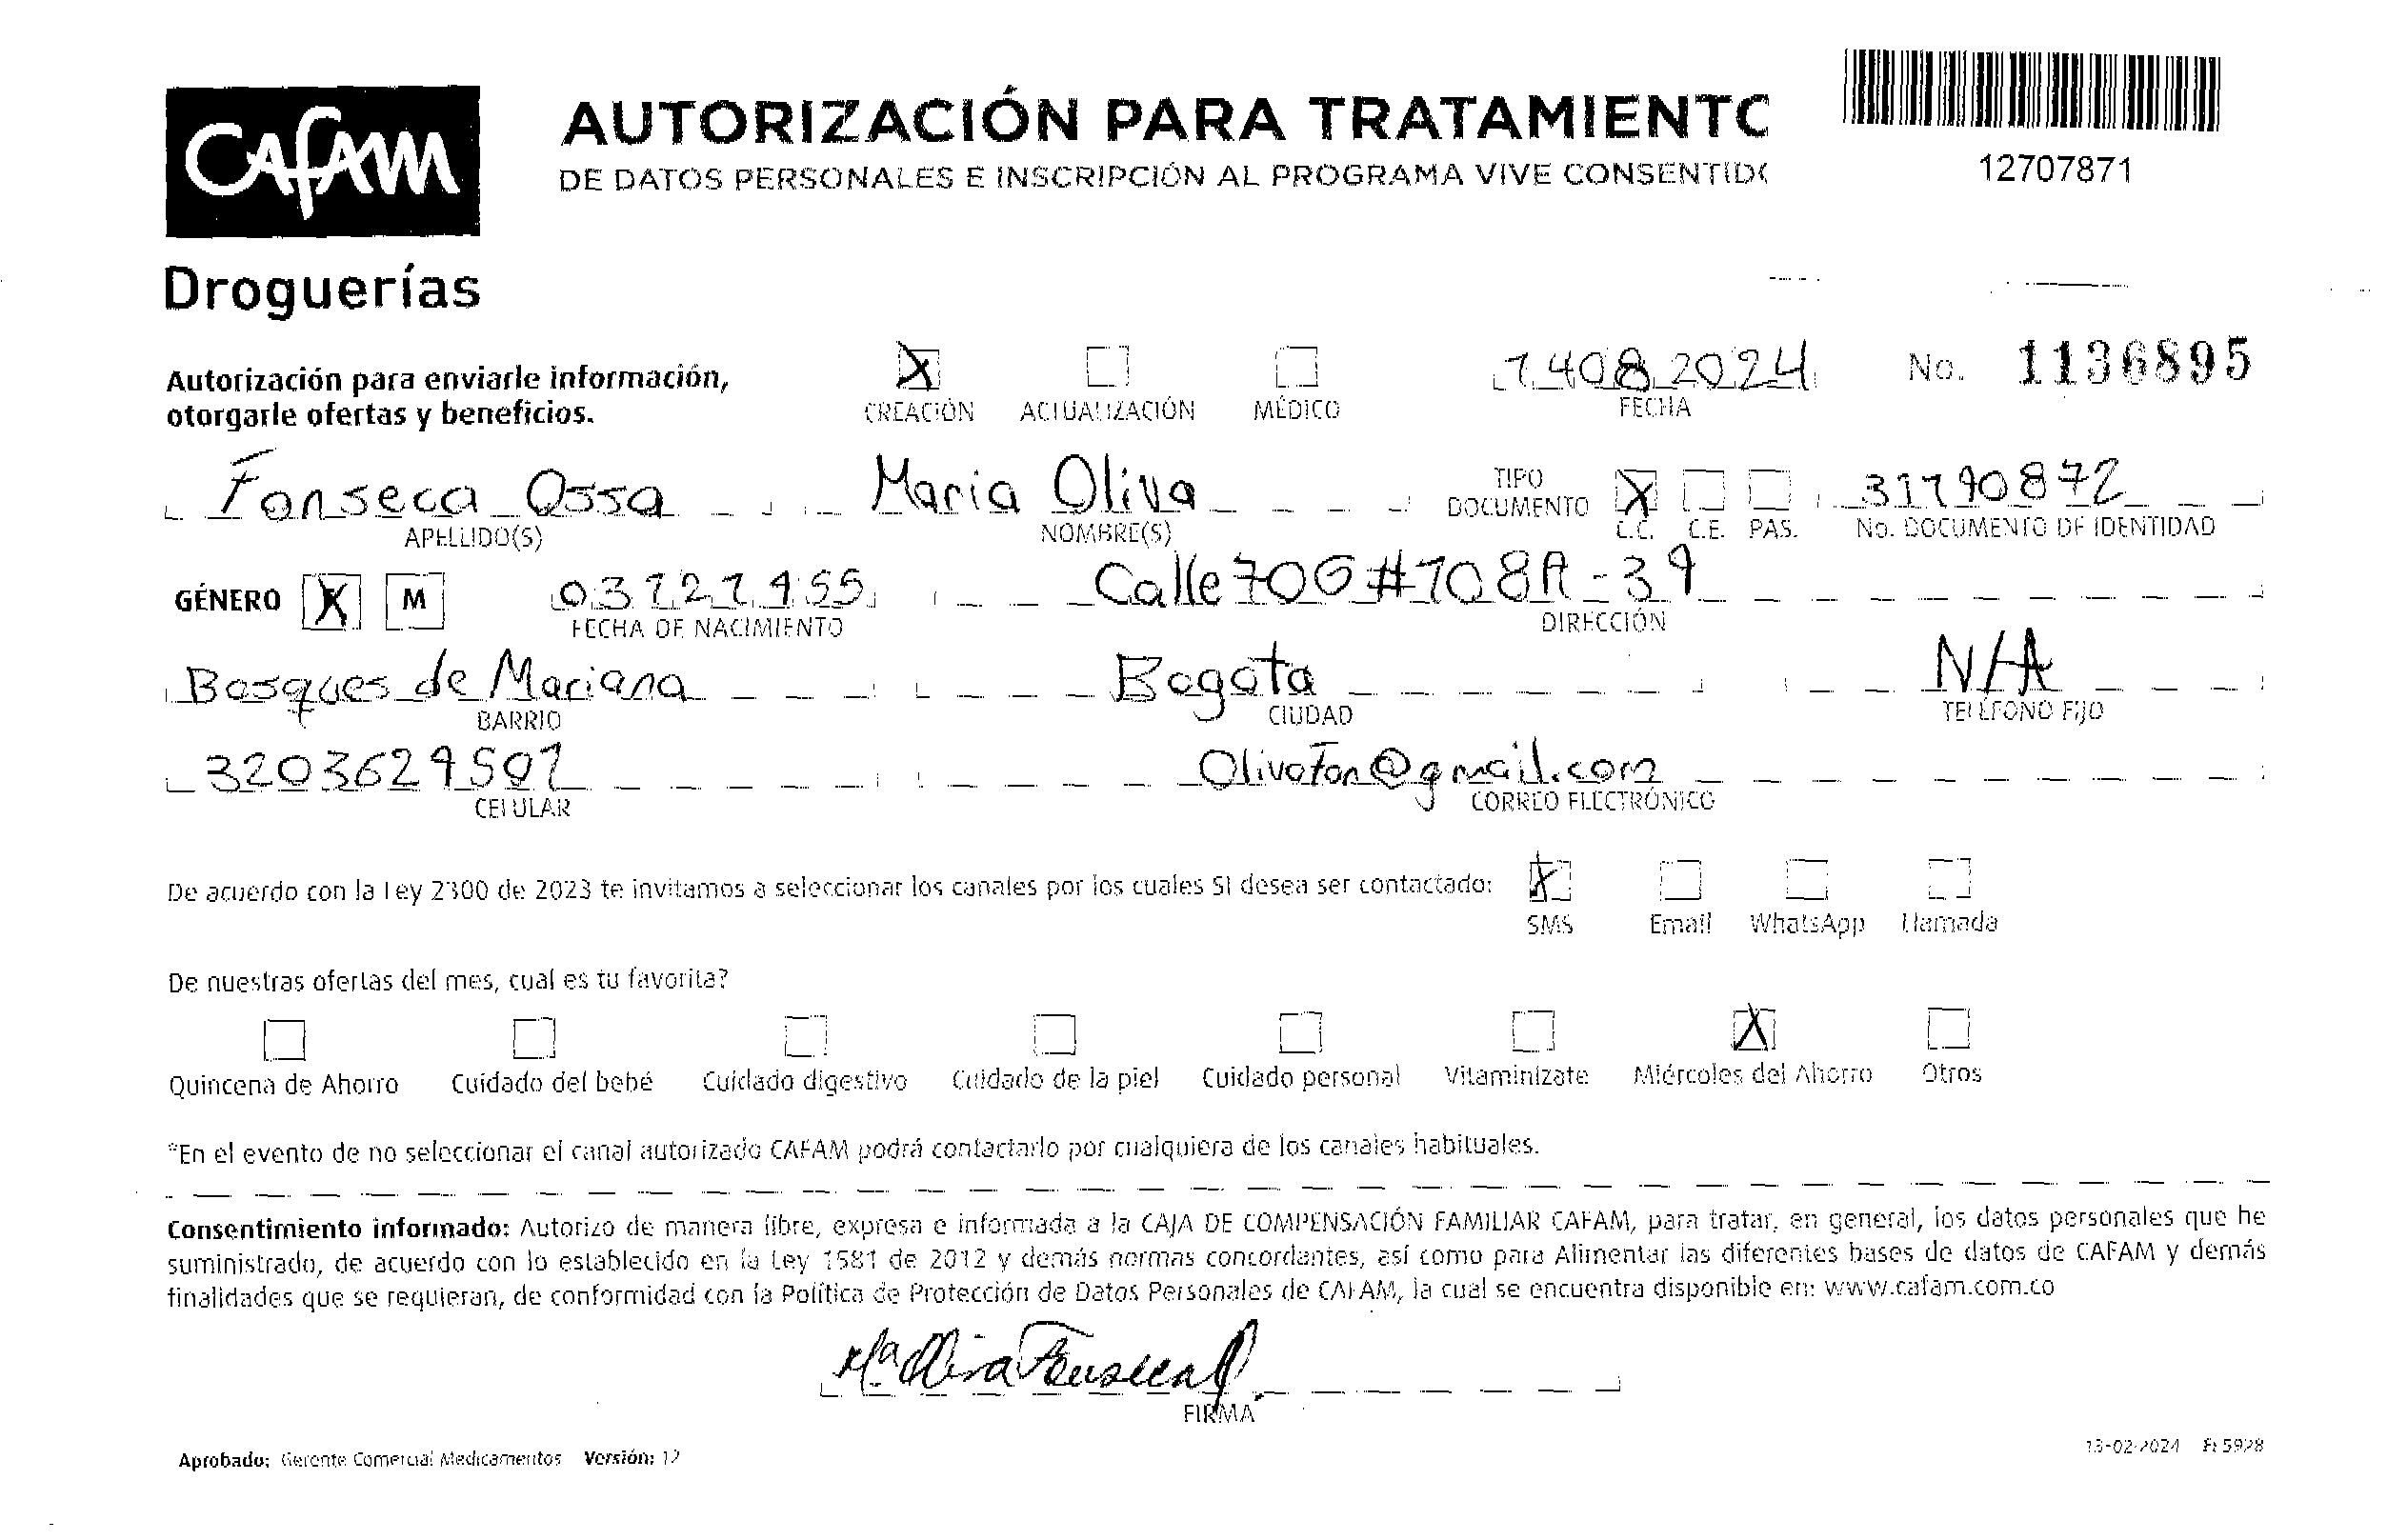 CAFAM
Droguerías
AUTORIZACIÓN PARA TRATAMIENTO
DE DATOS PERSONALES E INSCRIPCIÓN AL PROGRAMA VIVE CONSENTIDO
12707871
Autorización para enviarle información,
otorgarle ofertas y beneficios.
X CREACIÓN ACTUALIZACIÓN MÉDICO
14082024
FECHA
No. 1136895
Fonseca Ossa Maria Oliva TIPO DOCUMENTO X 31190872
APELLIDO(S) NOMBRE(S) C.C. C.E. PAS. No. DOCUMENTO DE IDENTIDAD
GÉNERO F X M 03121955 Calle 70G #108A-39
FECHA DE NACIMIENTO DIRECCIÓN
Bosques de Mariana Bogota N/A
BARRIO CIUDAD TELÉFONO FIJO
3203629501 Olivafon@gmail.com
CELULAR CORREO ELECTRÓNICO
De acuerdo con la Ley 2300 de 2023 te invitamos a seleccionar los canales por los cuales SI desea ser contactado: X
SMS Email WhatsApp Llamada
De nuestras ofertas del mes, cual es tu favorita?
X
Quincena de Ahorro Cuidado del bebé Cuidado digestivo Cuidado de la piel Cuidado personal Vitaminízate Miércoles del Ahorro Otros
*En el evento de no seleccionar el canal autorizado CAFAM podrá contactarlo por cualquiera de los canales habituales.
Consentimiento informado: Autorizo de manera libre, expresa e informada a la CAJA DE COMPENSACIÓN FAMILIAR CAFAM, para tratar, en general, los datos personales que he
suministrado, de acuerdo con lo establecido en la Ley 1581 de 2012 y demás normas concordantes, así como para Alimentar las diferentes bases de datos de CAFAM y demás
finalidades que se requieran, de conformidad con la Política de Protección de Datos Personales de CAFAM, la cual se encuentra disponible en: www.cafam.com.co
Mª Oliva Fonseca O.
FIRMA
Aprobado: Gerente Comercial Medicamentos Versión: 12
13-02-2024 Ft 5928